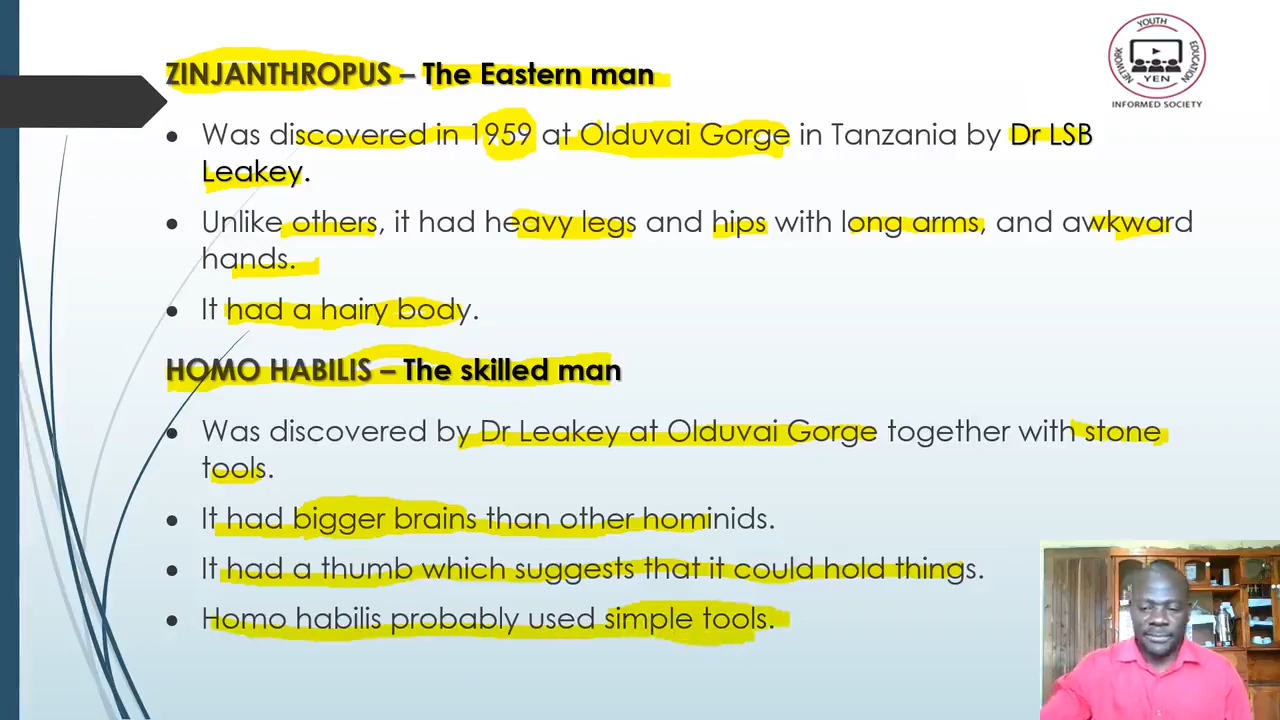 ZINJANTHROPUS – The Eastern man
• Was discovered in 1959 at Olduvai Gorge in Tanzania by Dr LSB
Leakey.
• Unlike others, it had heavy legs and hips with long arms, and awkward
hands.
• It had a hairy body.
HOMO HABILIS – The skilled man
• Was discovered by Dr Leakey at Olduvai Gorge together with stone
tools.
• It had bigger brains than other hominids.
• It had a thumb which suggests that it could hold things.
• Homo habilis probably used simple tools.
YOUTH
EDUCATION
NETWORK
YEN
INFORMED SOCIETY